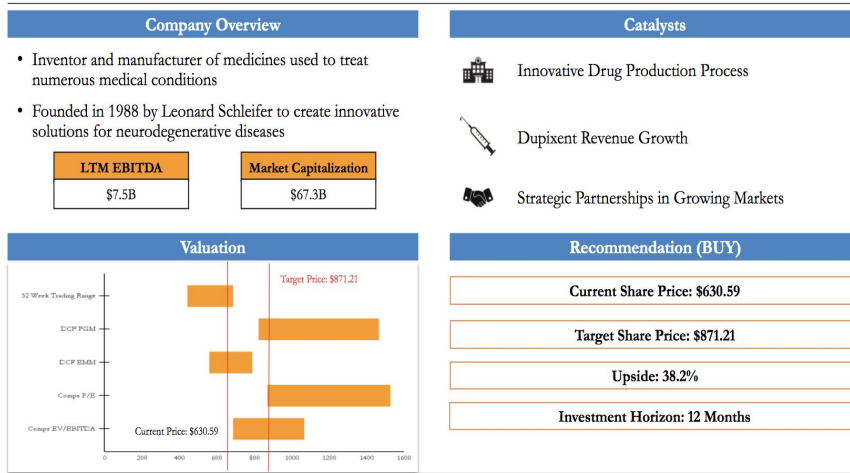 Company Overview
• Inventor and manufacturer of medicines used to treat
numerous medical conditions
• Founded in 1988 by Leonard Schleifer to create innovative
solutions for neurodegenerative diseases
LTM EBITDA
$7.5B
Market Capitalization
$67.3B
Catalysts
Innovative Drug Production Process
Dupixent Revenue Growth
Strategic Partnerships in Growing Markets
Valuation
Target Price: $871.21
52 Week Trading Range
DCF PGM
DCF EMM
Comps P/E
Comps EV/EBITDA
Current Price: $630.59
0 200 400 600 800 1000 1200 1400 1600
Recommendation (BUY)
Current Share Price: $630.59
Target Share Price: $871.21
Upside: 38.2%
Investment Horizon: 12 Months